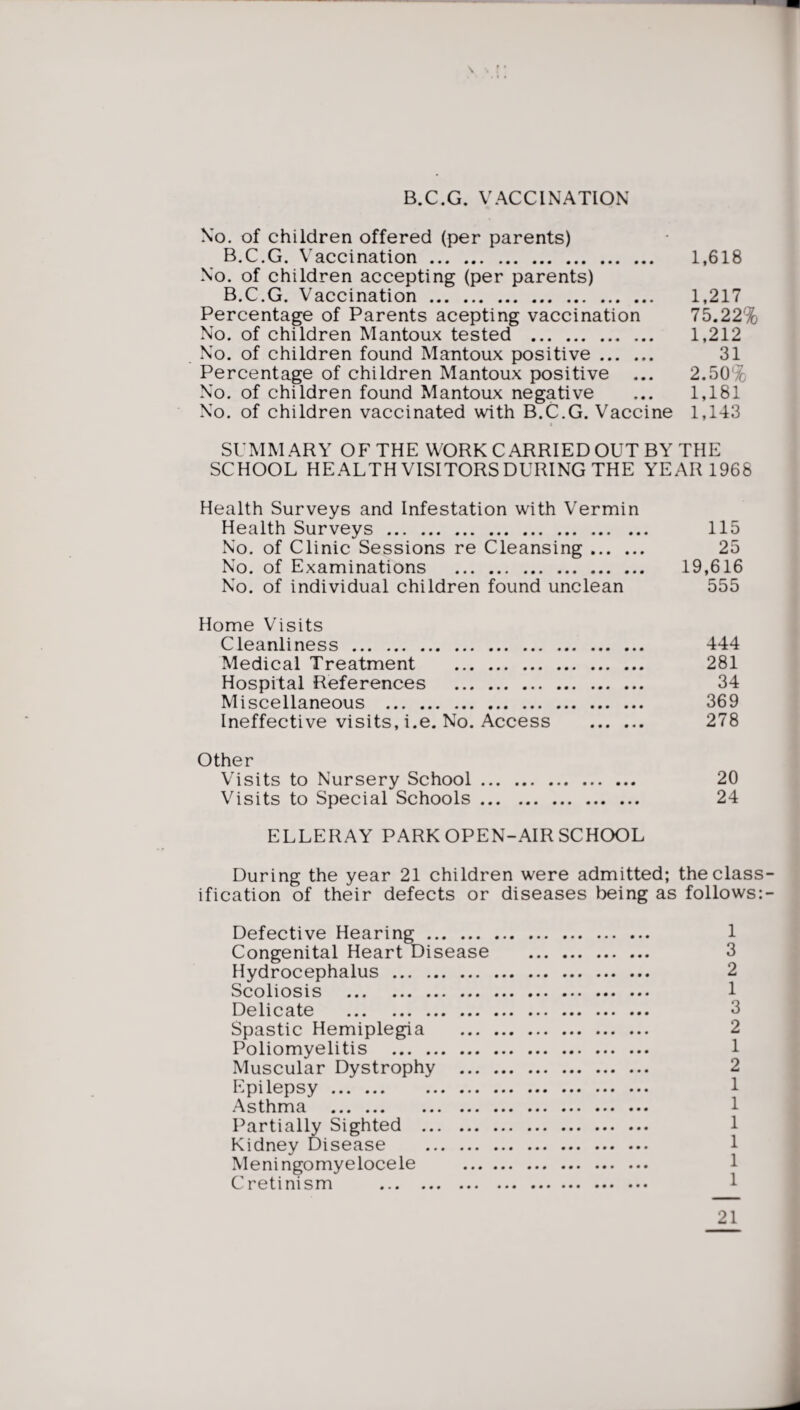 B.C.G. VACCINATION
No. of children offered (per parents)
B.C.G. Vaccination ... ... ... ... ... ... ... ... 1,618
No. of children accepting (per parents)
B.C.G. Vaccination ... ... ... ... ... ... ... ... 1,217
Percentage of Parents acepting vaccination 75.22%
No. of children Mantoux tested ... ... ... ... ... 1,212
No. of children found Mantoux positive ... ... 31
Percentage of children Mantoux positive ... 2.50%
No. of children found Mantoux negative ... 1,181
No. of children vaccinated with B.C.G. Vaccine 1,143
SUMMARY OF THE WORK CARRIED OUT BY THE
SCHOOL HEALTH VISITORS DURING THE YEAR 1968
Health Surveys and Infestation with Vermin
Health Surveys ... ... ... ... ... ... ... ... ... 115
No. of Clinic Sessions re Cleansing ... ... 25
No. of Examinations ... ... ... ... ... ... ... 19,616
No. of individual children found unclean 555
Home Visits
Cleanliness ... ... ... ... ... ... ... ... ... ... 444
Medical Treatment ... ... ... ... ... ... ... 281
Hospital References ... ... ... ... ... ... ... 34
Miscellaneous ... ... ... ... ... ... ... ... ... 369
Ineffective visits, i.e. No. Access ... ... 278
Other
Visits to Nursery School ... ... ... ... ... 20
Visits to Special Schools ... ... ... ... ... 24
ELLERAY PARK OPEN-AIR SCHOOL
During the year 21 children were admitted; the class-
ification of their defects or diseases being as follows:-
Defective Hearing ... ... ... ... ... ... ... 1
Congenital Heart Disease ... ... ... ... ... 3
Hydrocephalus ... ... ... ... ... ... ... ... ... 2
Scoliosis ... ... ... ... ... ... ... ... ... ... 1
Delicate ... ... ... ... ... ... ... ... ... ... 3
Spastic Hemiplegia ... ... ... ... ... ... ... 2
Poliomyelitis ... ... ... ... ... ... ... ... ... 1
Muscular Dystrophy ... ... ... ... ... ... ... 2
Epilepsy ... ... ... ... ... ... ... ... ... ... 1
Asthma ... ... ... ... ... ... ... ... ... ... 1
Partially Sighted ... ... ... ... ... ... ... ... 1
Kidney Disease ... ... ... ... ... ... ... ... 1
Meningomyelocele ... ... ... ... ... ... ... 1
Cretinism ... ... ... ... ... ... ... ... ... 1
21